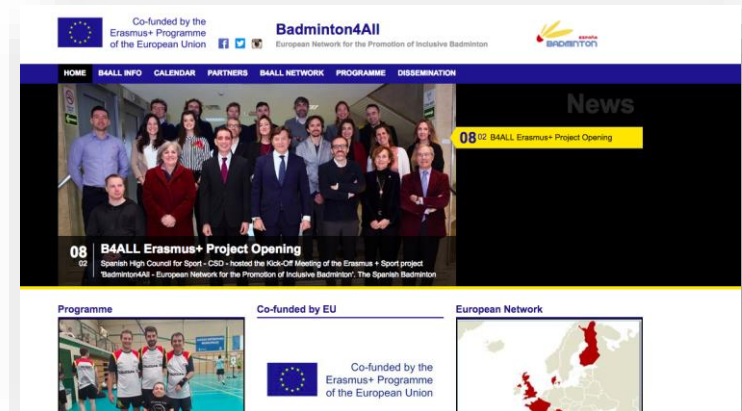 Co-funded by the
Erasmus+ Programme
of the European Union
Badminton4All
European Network for the Promotion of Inclusive Badminton
ESPAÑA
BADMINTON
HOME B4ALL INFO CALENDAR PARTNERS B4ALL NETWORK PROGRAMME DISSEMINATION
News
08 02 B4ALL Erasmus+ Project Opening
08
02
B4ALL Erasmus+ Project Opening
Spanish High Council for Sport - CSD - hosted the Kick-Off Meeting of the Erasmus + Sport project
'Badminton4All - European Network for the Promotion of Inclusive Badminton'. The Spanish Badminton
Programme
Co-funded by EU
European Network
Co-funded by the
Erasmus+ Programme
of the European Union